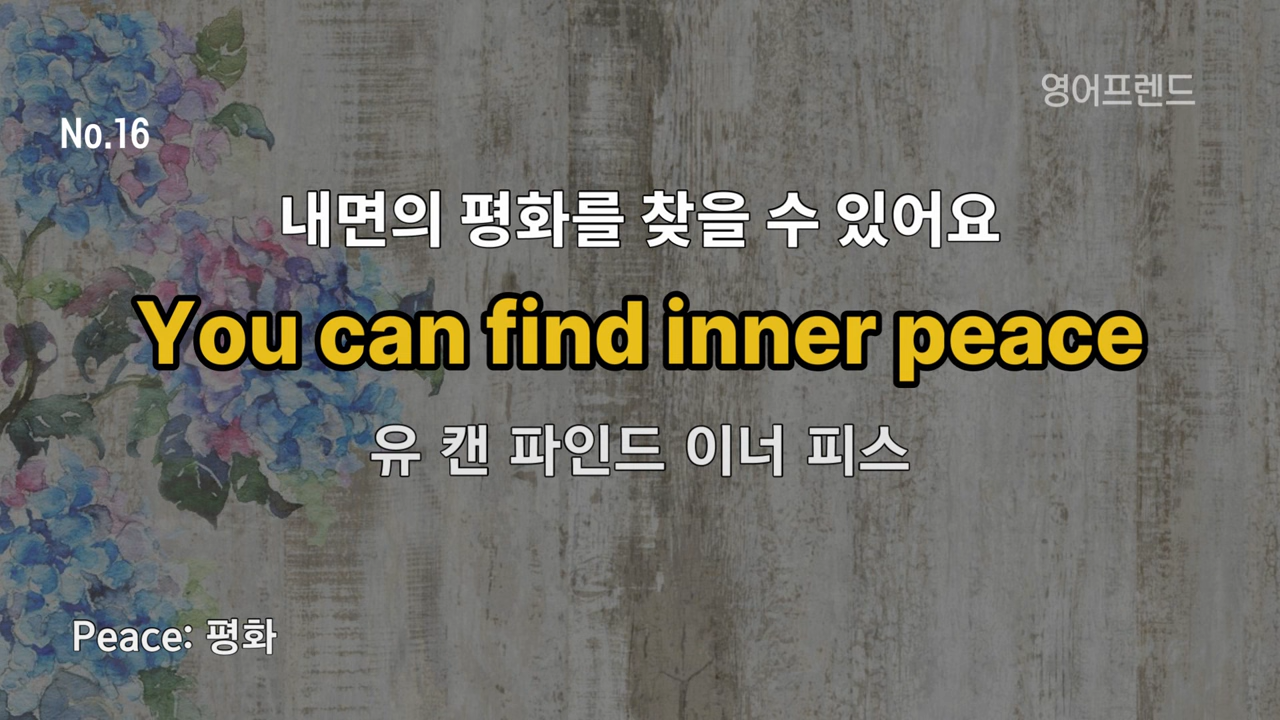 영어프렌드
No.16
내면의 평화를 찾을 수 있어요
You can find inner peace
유 캔 파인드 이너 피스
Peace: 평화